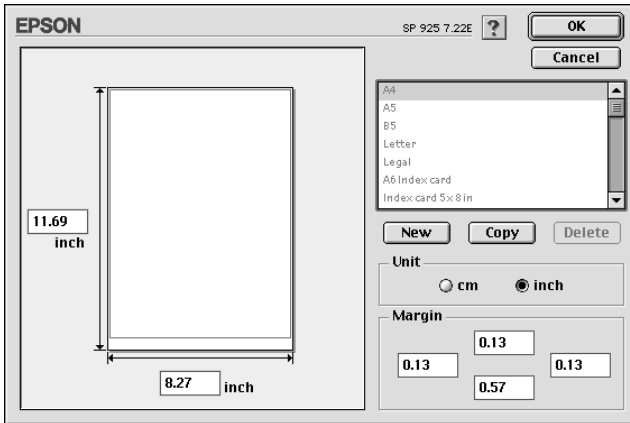 EPSON
SP 925 7.22E
?
OK
Cancel
A4
A5
B5
Letter
Legal
A6 Index card
Index card 5x8 in
11.69
inch
8.27 inch
New Copy Delete
Unit
cm inch
Margin
0.13
0.13 0.13
0.57